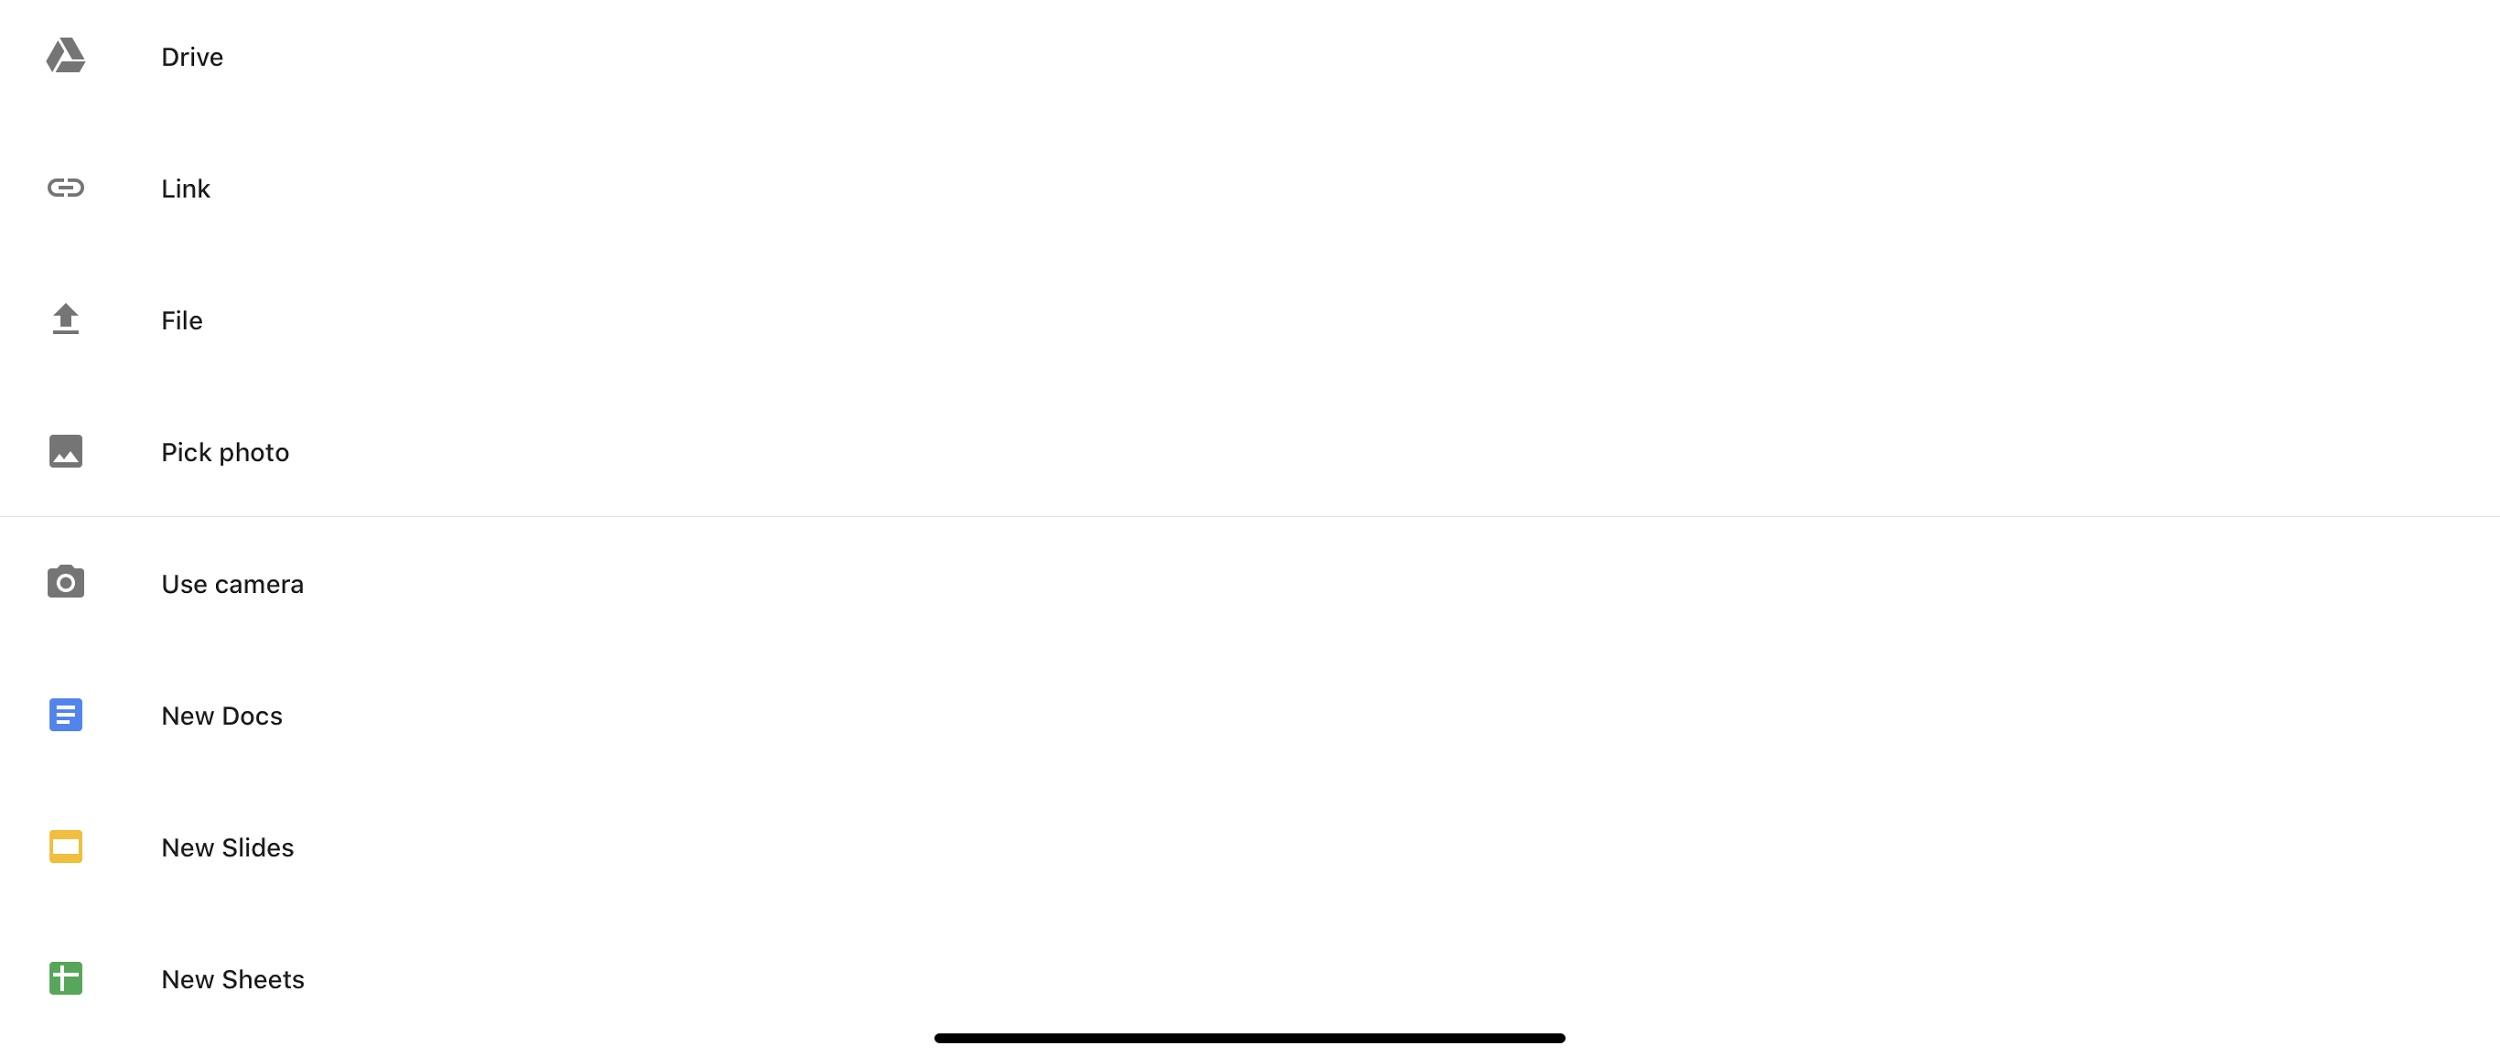 Drive
Link
File
Pick photo
Use camera
New Docs
New Slides
New Sheets